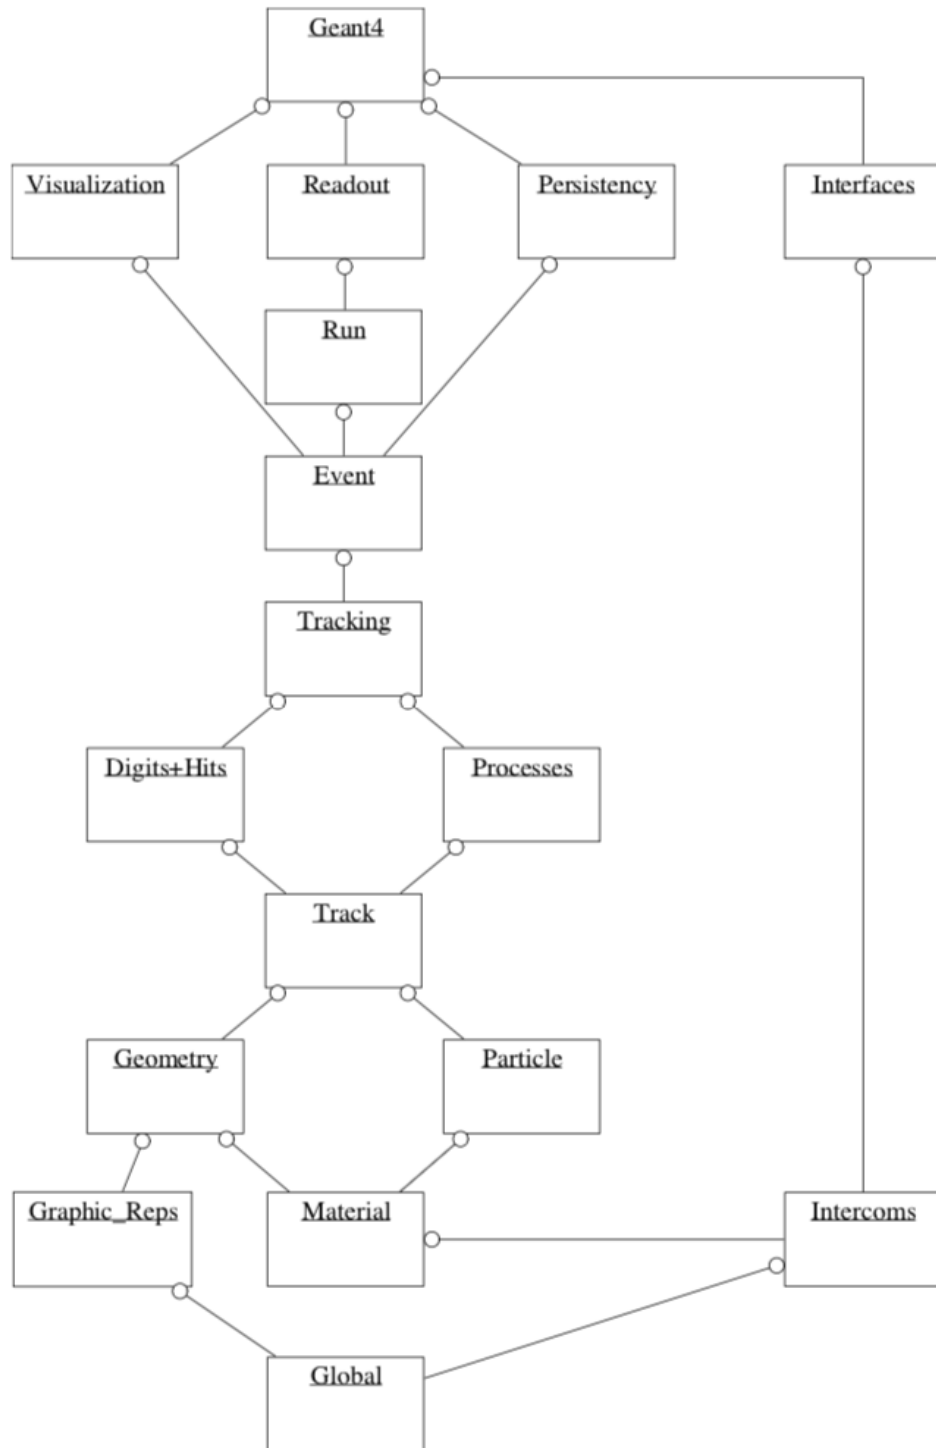 Geant4
Visualization
Readout
Persistency
Interfaces
Run
Event
Tracking
Digits+Hits
Processes
Track
Geometry
Particle
Graphic_Reps
Material
Intercoms
Global